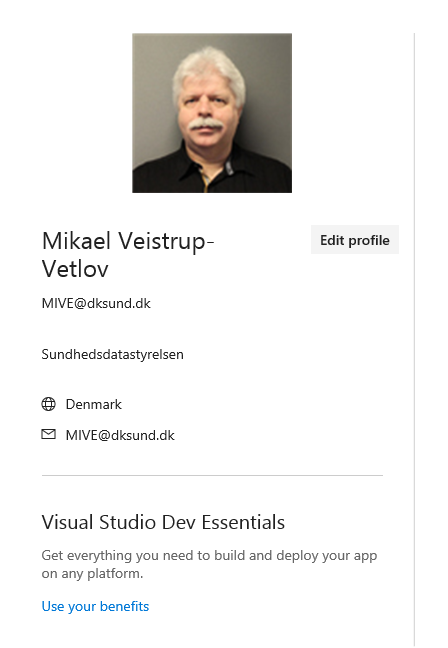 Mikael Veistrup-
Vetlov
Edit profile
MIVE@dksund.dk
Sundhedsdatastyrelsen
Denmark
MIVE@dksund.dk
Visual Studio Dev Essentials
Get everything you need to build and deploy your app
on any platform.
Use your benefits